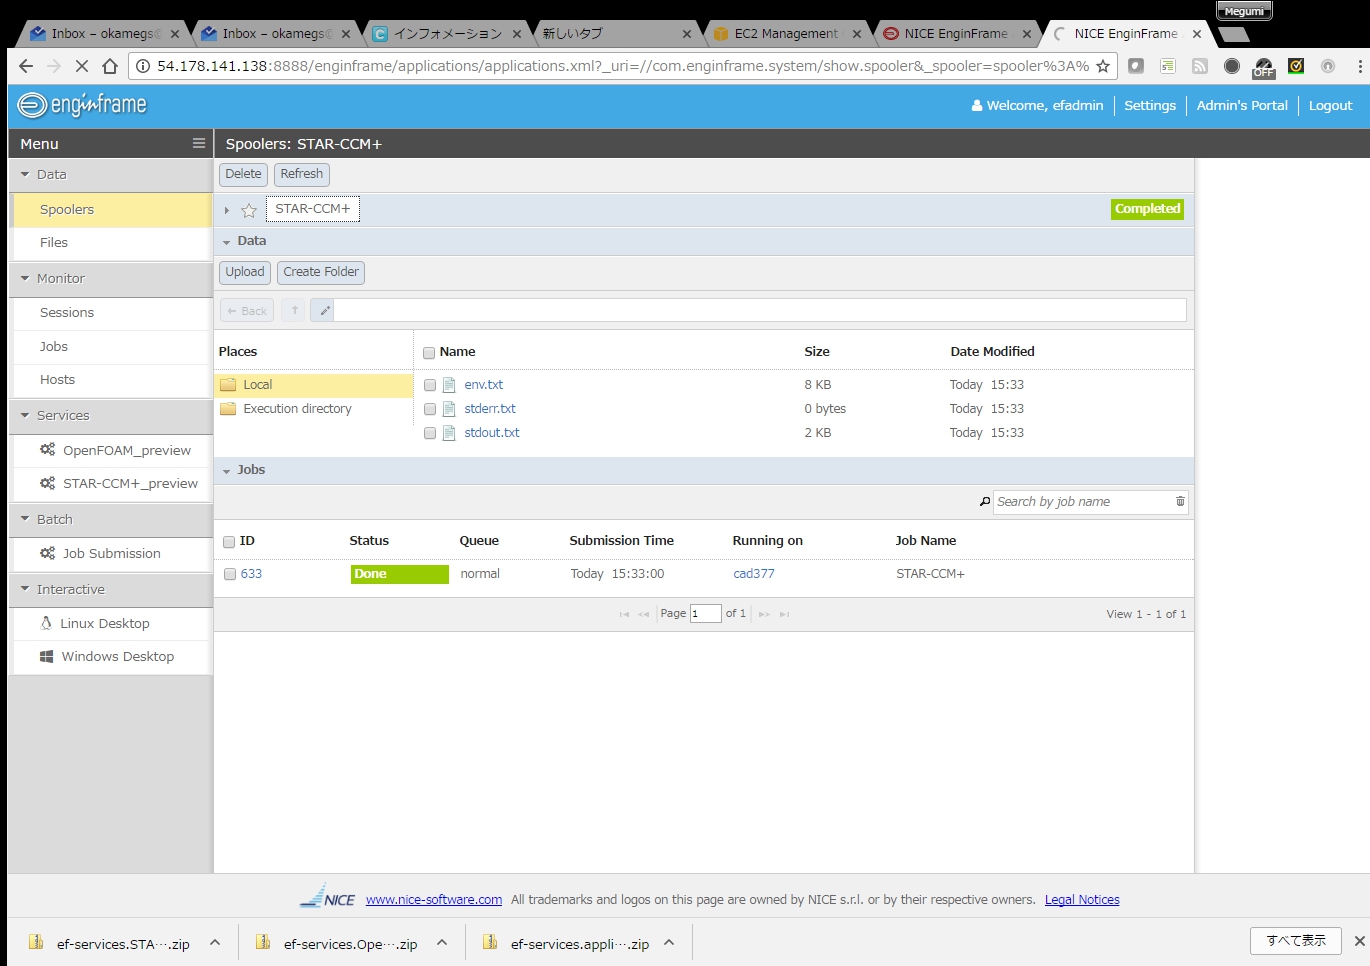 Megumi
Inbox – okamegs@
Inbox – okamegs@
インフォメーション
新しいタブ
EC2 Management
NICE EnginFrame
NICE EnginFrame
54.178.141.138:8888/enginframe/applications/applications.xml?_uri=//com.enginframe.system/show.spooler&_spooler=spooler%3A%
OFF
enginframe
Welcome, efadmin
Settings
Admin's Portal
Logout
Menu
Spoolers: STAR-CCM+
Data
Spoolers
Files
Monitor
Sessions
Jobs
Hosts
Services
OpenFOAM_preview
STAR-CCM+_preview
Batch
Job Submission
Interactive
Linux Desktop
Windows Desktop
Delete Refresh
STAR-CCM+ Completed
Data
Upload Create Folder
← Back ↑
Places Name Size Date Modified
Local env.txt 8 KB Today 15:33
Execution directory stderr.txt 0 bytes Today 15:33
stdout.txt 2 KB Today 15:33
Jobs
Search by job name
ID Status Queue Submission Time Running on Job Name
633 Done normal Today 15:33:00 cad377 STAR-CCM+
Page 1 of 1 View 1 - 1 of 1
NICE www.nice-software.com All trademarks and logos on this page are owned by NICE s.r.l. or by their respective owners. Legal Notices
ef-services.STA⋯.zip
ef-services.Ope⋯.zip
ef-services.appli⋯.zip
すべて表示